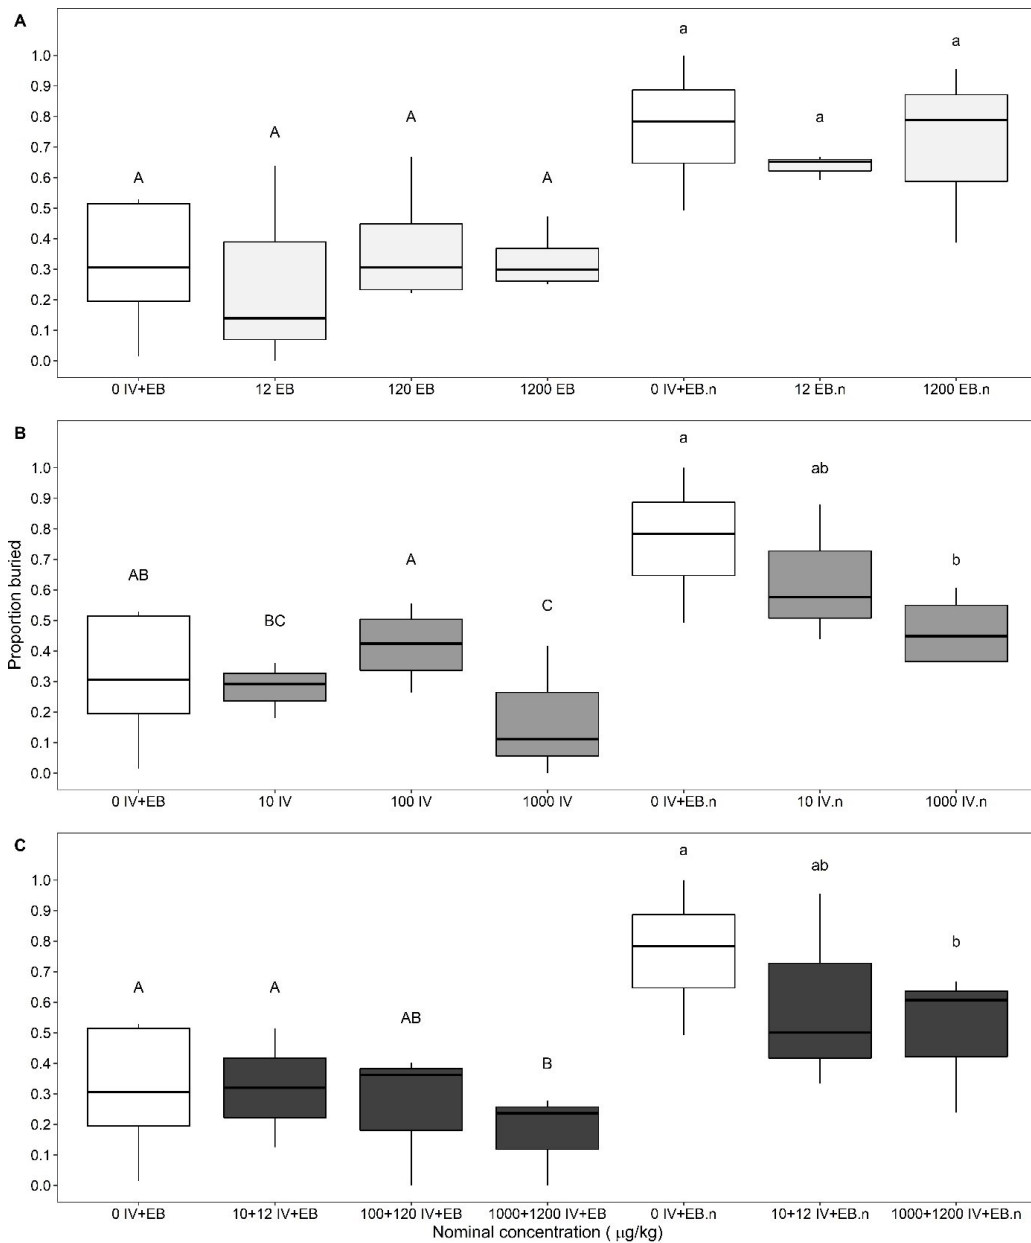 A
a
a
a
A
A
A
A
1.0
0.9
0.8
0.7
0.6
0.5
0.4
0.3
0.2
0.1
0.0
0 IV+EB 12 EB 120 EB 1200 EB 0 IV+EB.n 12 EB.n 1200 EB.n
B
a
ab
AB
BC
A
C
b
1.0
0.9
0.8
0.7
0.6
0.5
0.4
0.3
0.2
0.1
0.0
Proportion buried
0 IV+EB 10 IV 100 IV 1000 IV 0 IV+EB.n 10 IV.n 1000 IV.n
C
a
ab
b
A
A
AB
B
1.0
0.9
0.8
0.7
0.6
0.5
0.4
0.3
0.2
0.1
0.0
0 IV+EB 10+12 IV+EB 100+120 IV+EB 1000+1200 IV+EB 0 IV+EB.n 10+12 IV+EB.n 1000+1200 IV+EB.n
Nominal concentration ( µg/kg)